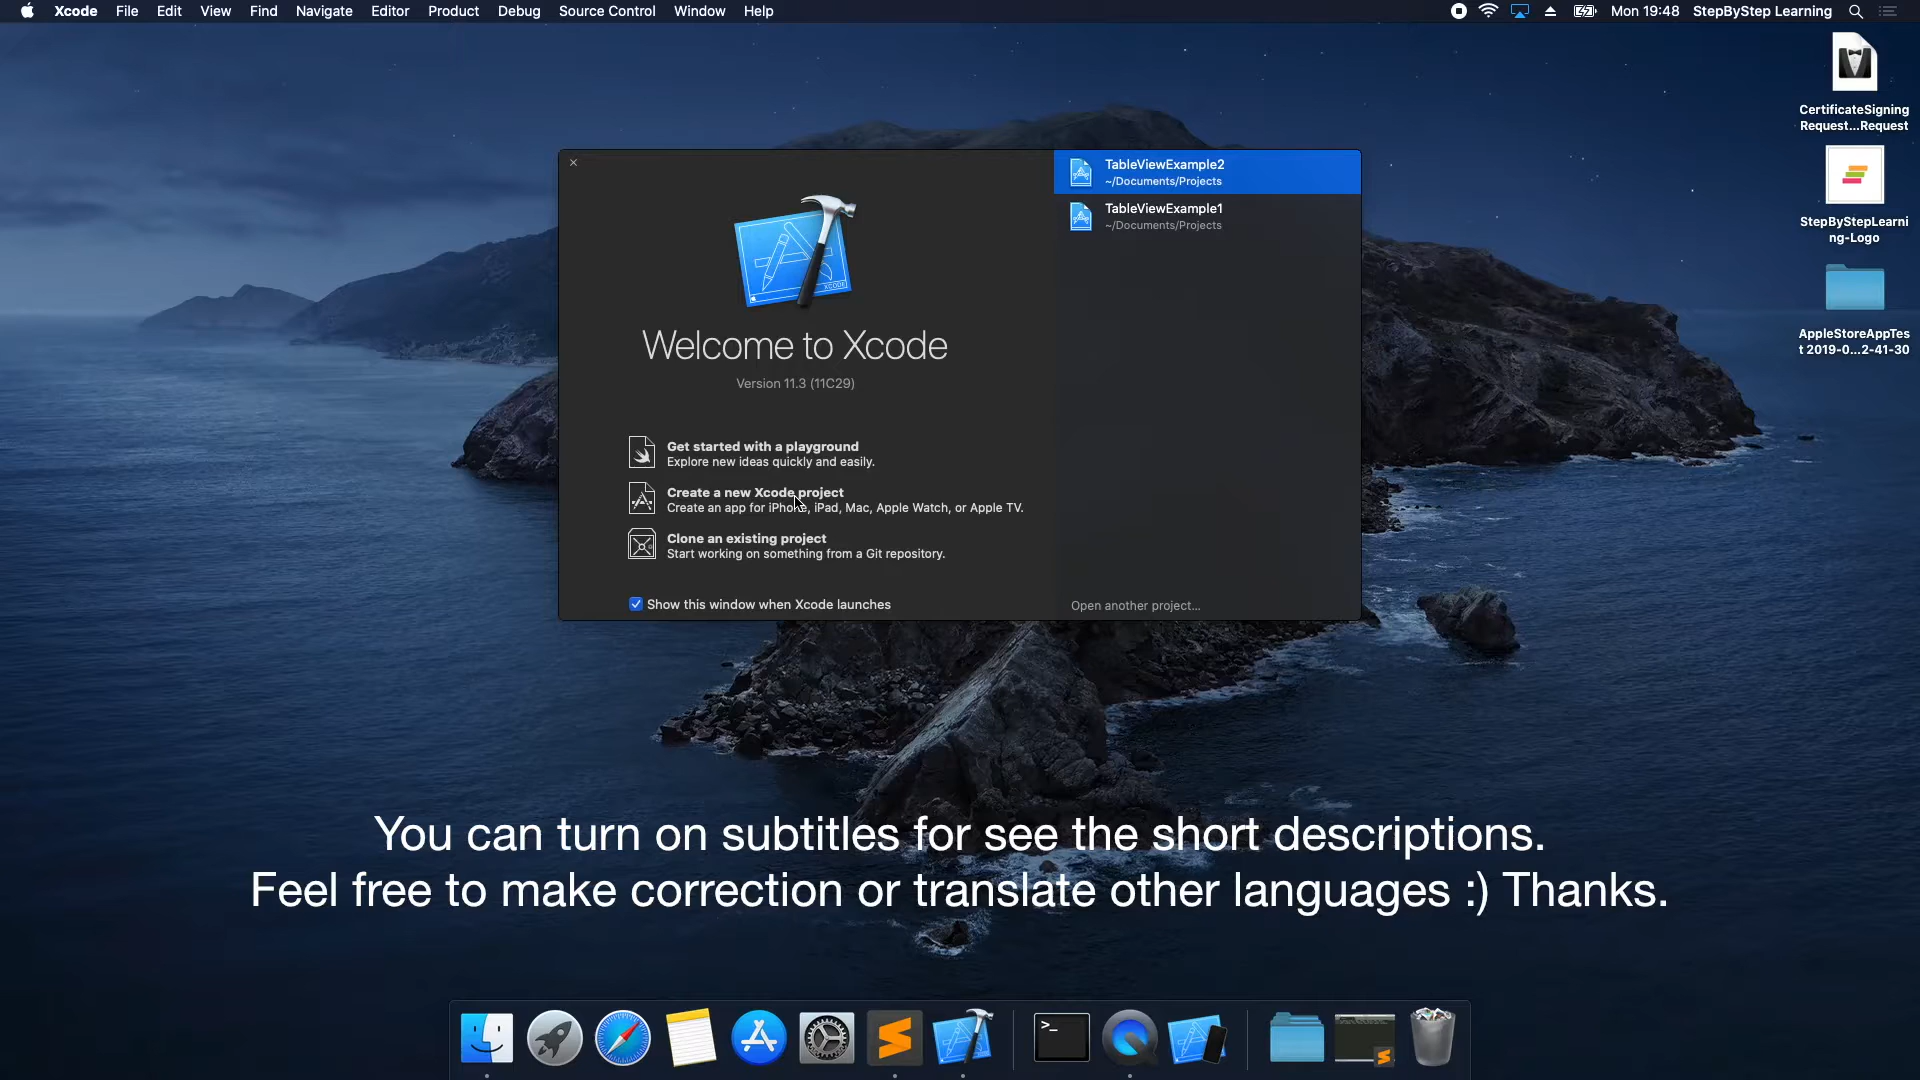 Xcode File Edit View Find Navigate Editor Product Debug Source Control Window Help Mon 19:48 StepByStep Learning
CertificateSigning
Request...Request
StepByStepLearni
ng-Logo
AppleStoreAppTes
t 2019-0...2-41-30
XCODE
Welcome to Xcode
Version 11.3 (11C29)
Get started with a playground
Explore new ideas quickly and easily.
Create a new Xcode project
Create an app for iPhone, iPad, Mac, Apple Watch, or Apple TV.
Clone an existing project
Start working on something from a Git repository.
Show this window when Xcode launches
TableViewExample2
~/Documents/Projects
TableViewExample1
~/Documents/Projects
Open another project...
You can turn on subtitles for see the short descriptions.
Feel free to make correction or translate other languages :) Thanks.
>_